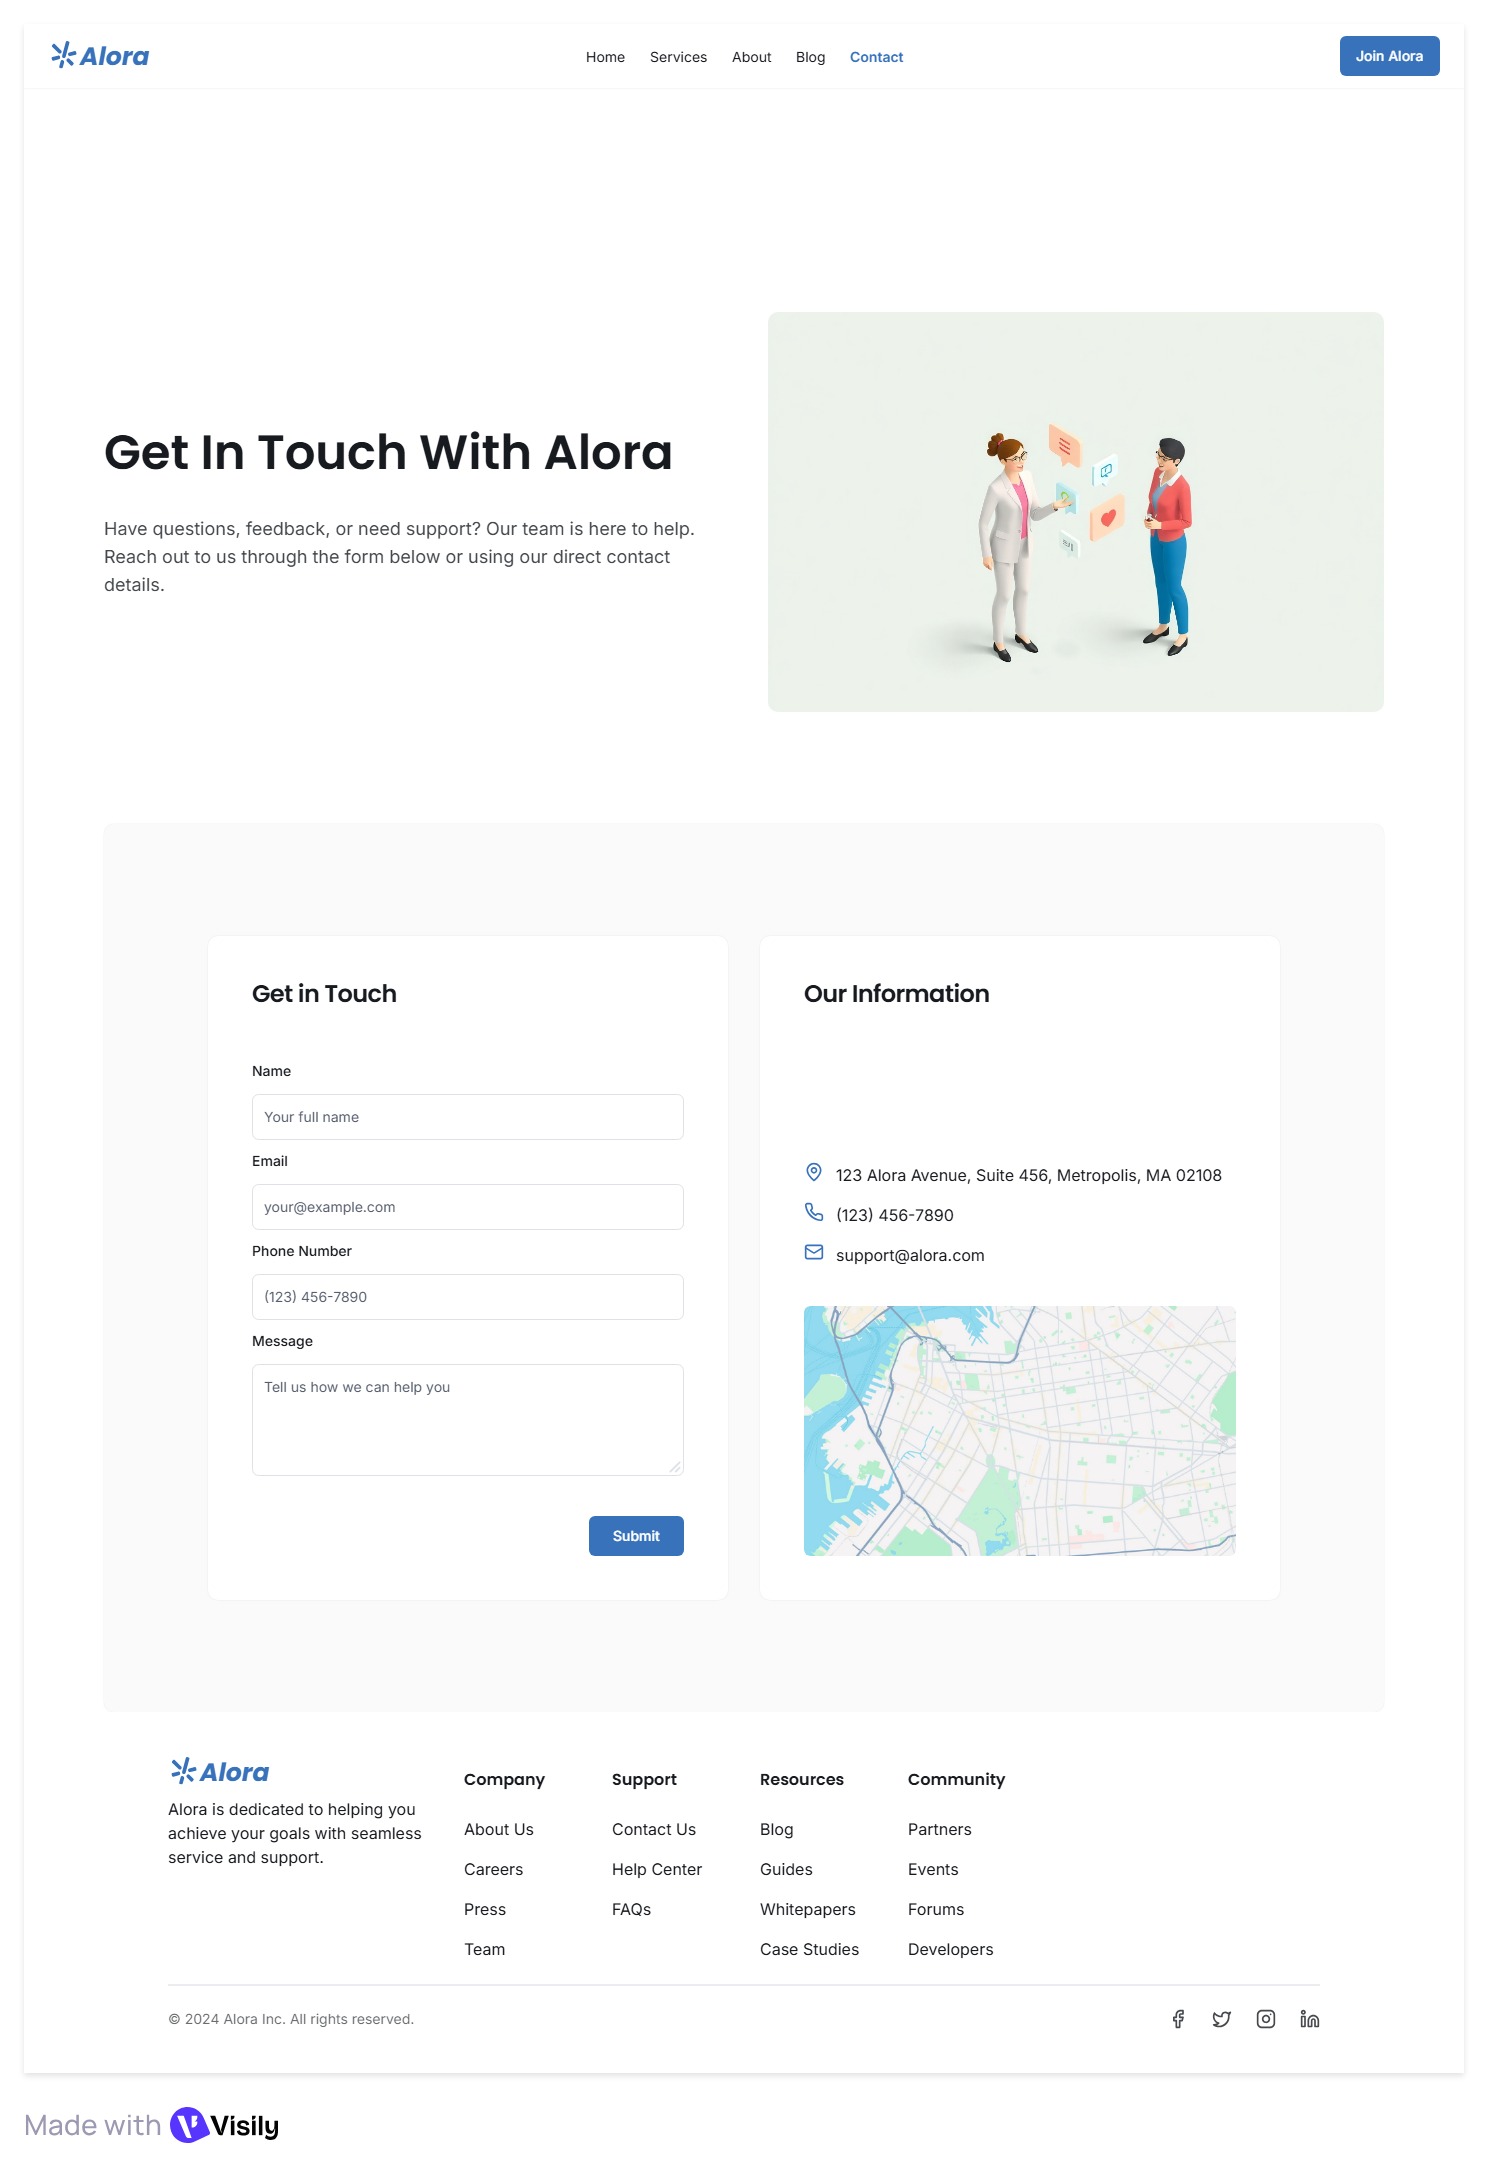 Alora
Home
Services
About
Blog
Contact
Join Alora
Get In Touch With Alora
Have questions, feedback, or need support? Our team is here to help.
Reach out to us through the form below or using our direct contact
details.
Get in Touch
Name
Your full name
Email
your@example.com
Phone Number
(123) 456-7890
Message
Tell us how we can help you
Submit
Our Information
123 Alora Avenue, Suite 456, Metropolis, MA 02108
(123) 456-7890
support@alora.com
Alora
Alora is dedicated to helping you
achieve your goals with seamless
service and support.
Company
About Us
Careers
Press
Team
Support
Contact Us
Help Center
FAQs
Resources
Blog
Guides
Whitepapers
Case Studies
Community
Partners
Events
Forums
Developers
© 2024 Alora Inc. All rights reserved.
Made with Visily